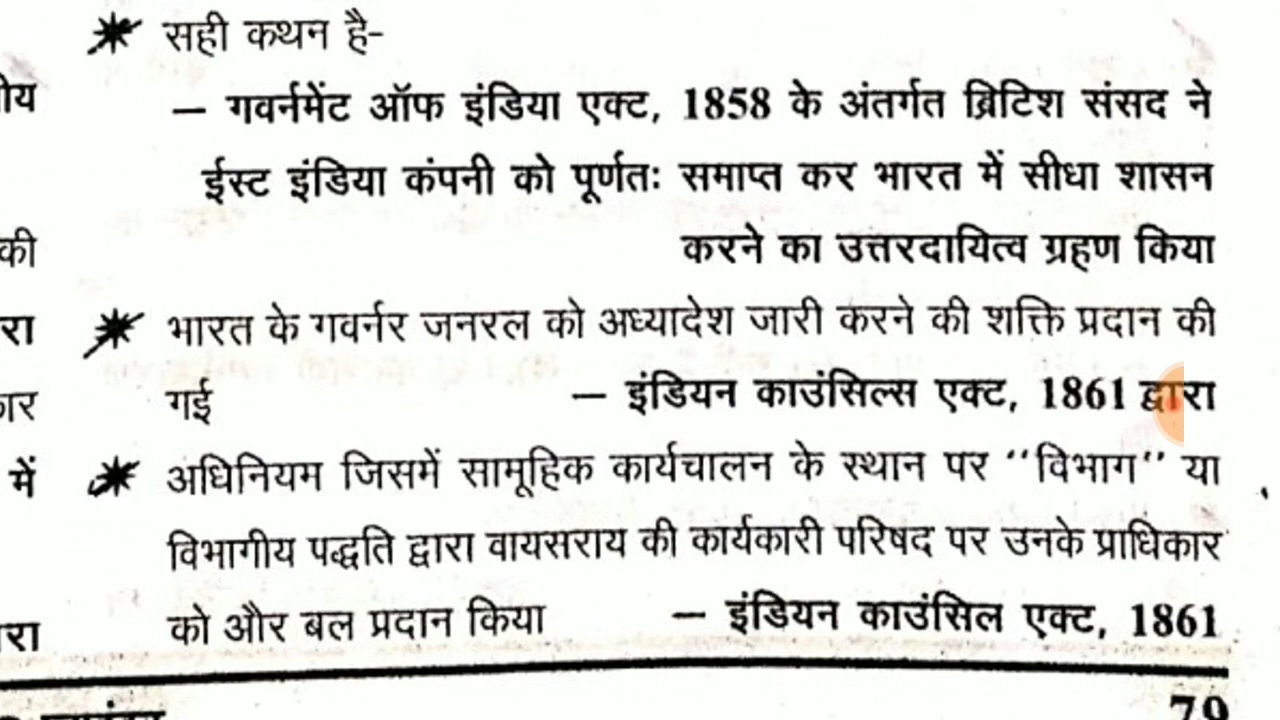 सही कथन है-
– गवर्नमेंट ऑफ इंडिया एक्ट, 1858 के अंतर्गत ब्रिटिश संसद ने
ईस्ट इंडिया कंपनी को पूर्णतः समाप्त कर भारत में सीधा शासन
करने का उत्तरदायित्व ग्रहण किया
की
भारत के गवर्नर जनरल को अध्यादेश जारी करने की शक्ति प्रदान की
गई – इंडियन काउंसिल्स एक्ट, 1861 द्वारा
में
अधिनियम जिसमें सामूहिक कार्यचालन के स्थान पर ''विभाग'' या
विभागीय पद्धति द्वारा वायसराय की कार्यकारी परिषद पर उनके प्राधिकार
को और बल प्रदान किया – इंडियन काउंसिल एक्ट, 1861
79